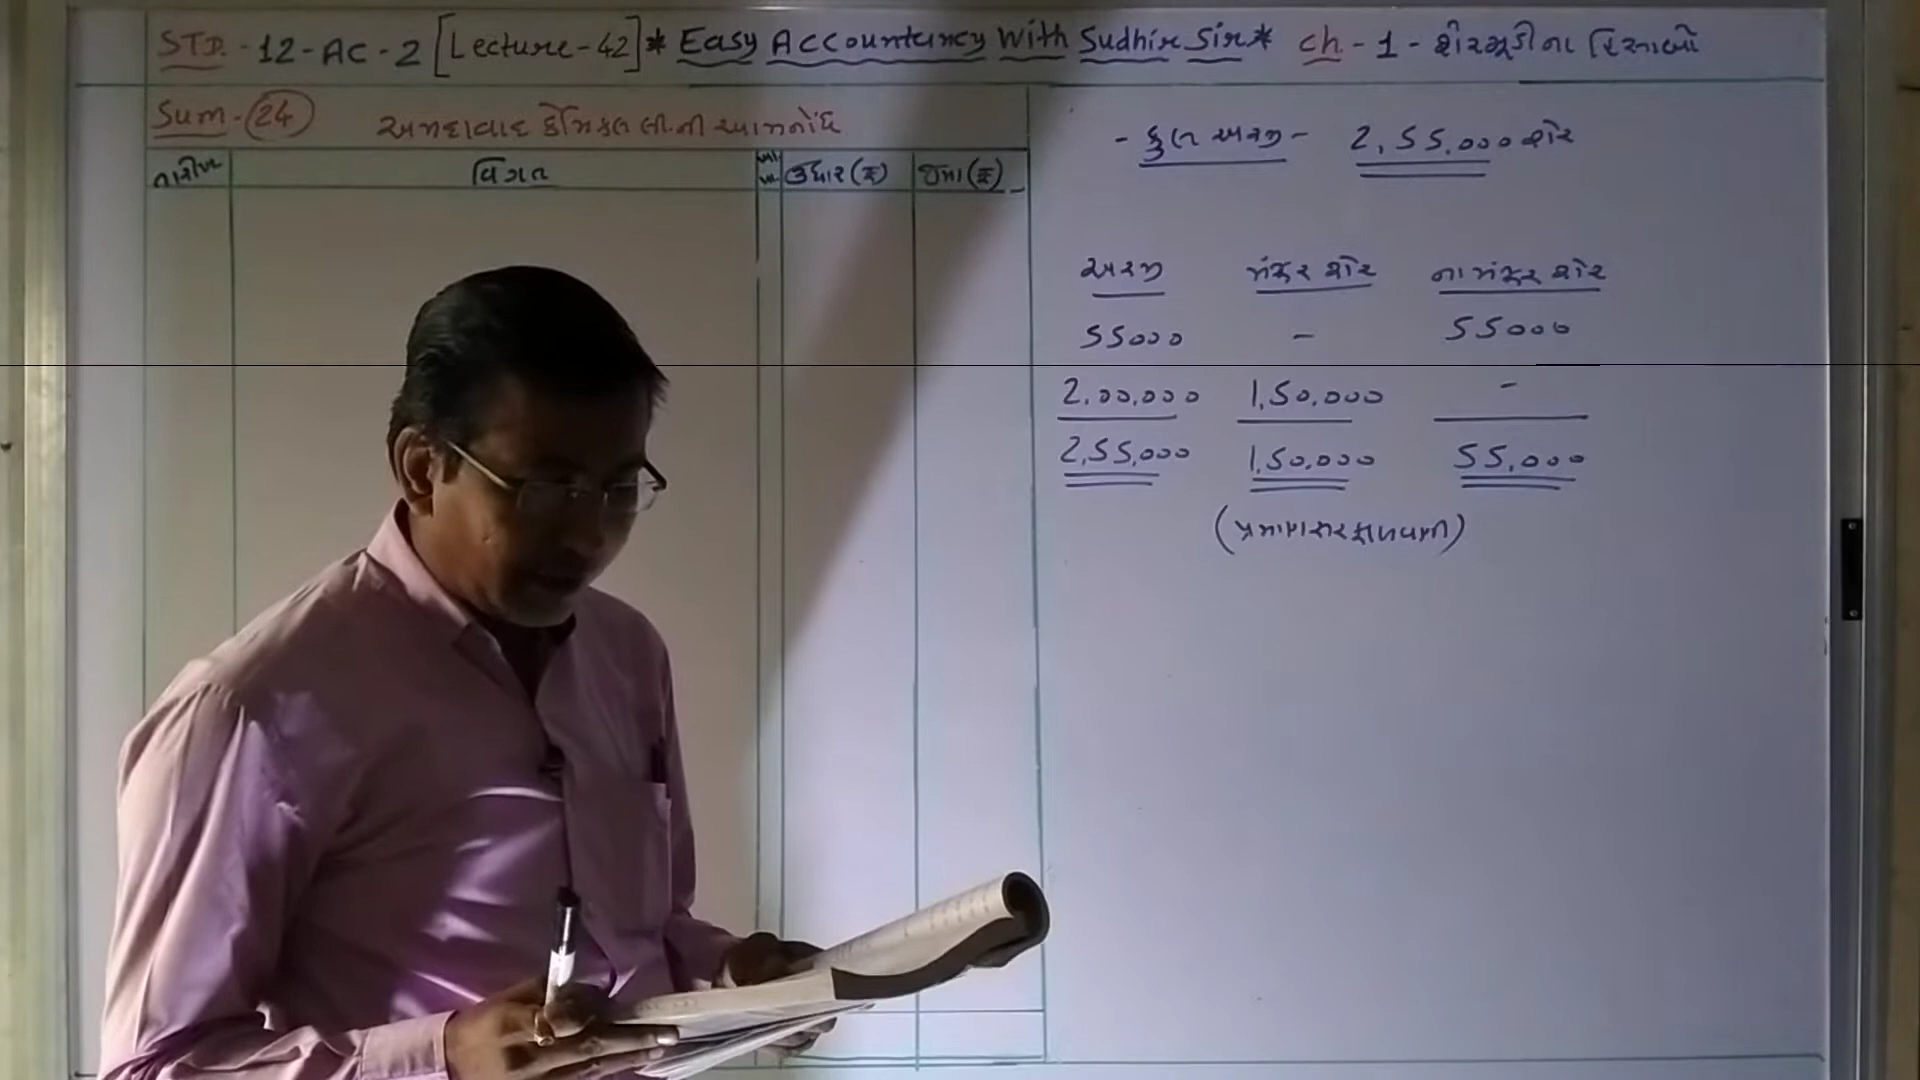 STD.-12-AC-2 [Lecture-42] * Easy Accountancy With Sudhir Sir * Ch-1-શેરમૂડીના હિસાબો
Sum-24 અમદાવાદ કેમિકલ લી.ની આમનોંધ
તારીખ વિગત ખા.પા. ઉધાર(₹) જમા(₹)
- કુલ અરજી - 2,55,000 શેર
અરજી મંજૂર શેર નામંજૂર શેર
55000 - 55000
2,00,000 1,50,000 -
2,55,000 1,50,000 55,000
(પ્રમાણસર ફાળવણી)